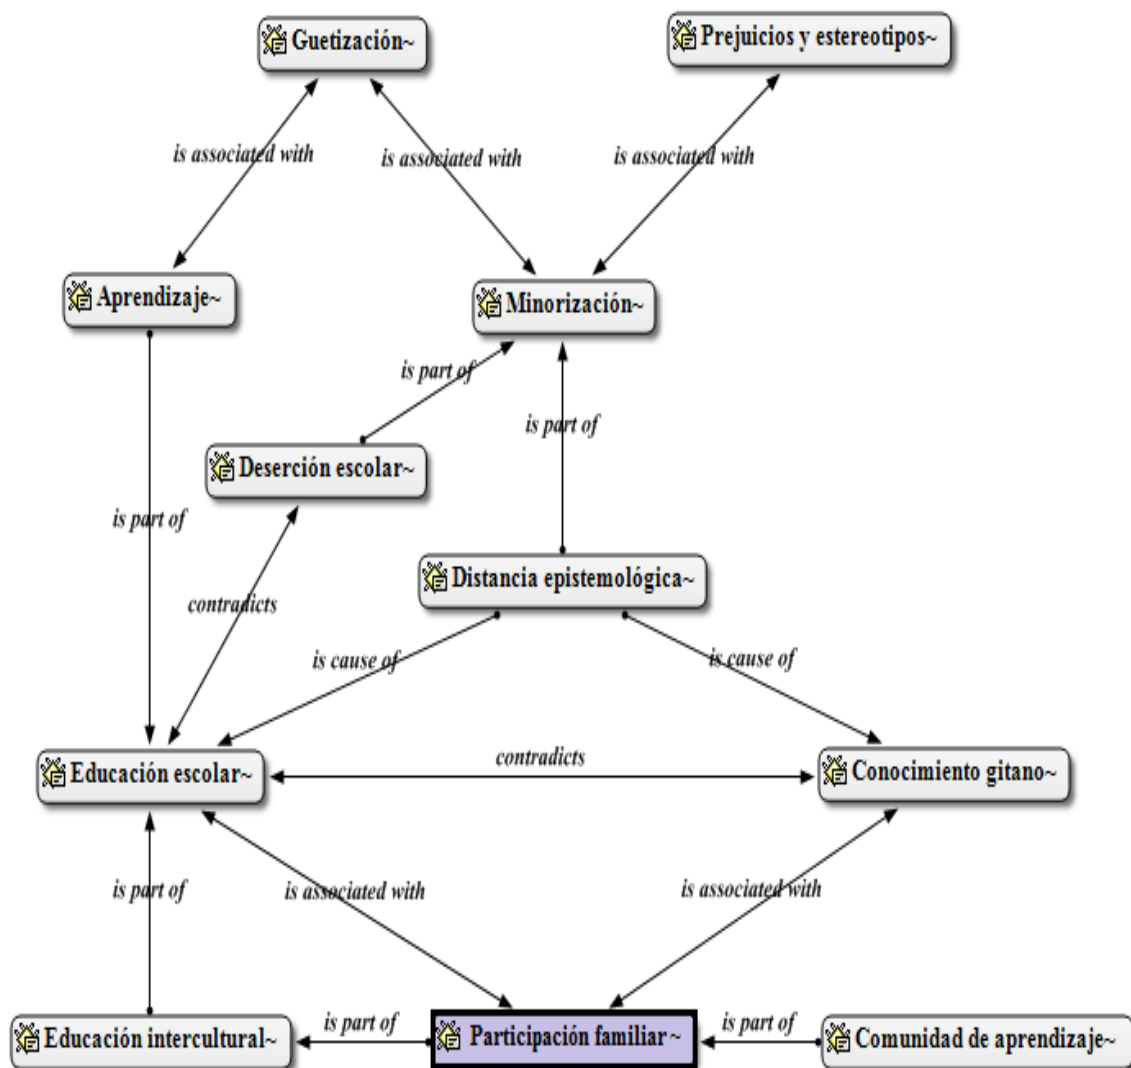 Guetización~
Prejuicios y estereotipos~
is associated with
is associated with
is associated with
Aprendizaje~
Minorización~
is part of
is part of
Deserción escolar~
is part of
Distancia epistemológica~
contradicts
is cause of
is cause of
Educación escolar~
contradicts
Conocimiento gitano~
is part of
is associated with
is associated with
Educación intercultural~
is part of
Participación familiar~
is part of
Comunidad de aprendizaje~